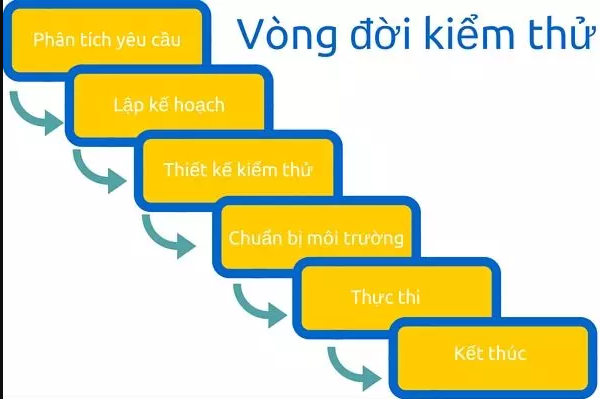 Vòng đời kiểm thử
Phân tích yêu cầu
Lập kế hoạch
Thiết kế kiểm thử
Chuẩn bị môi trường
Thực thi
Kết thúc